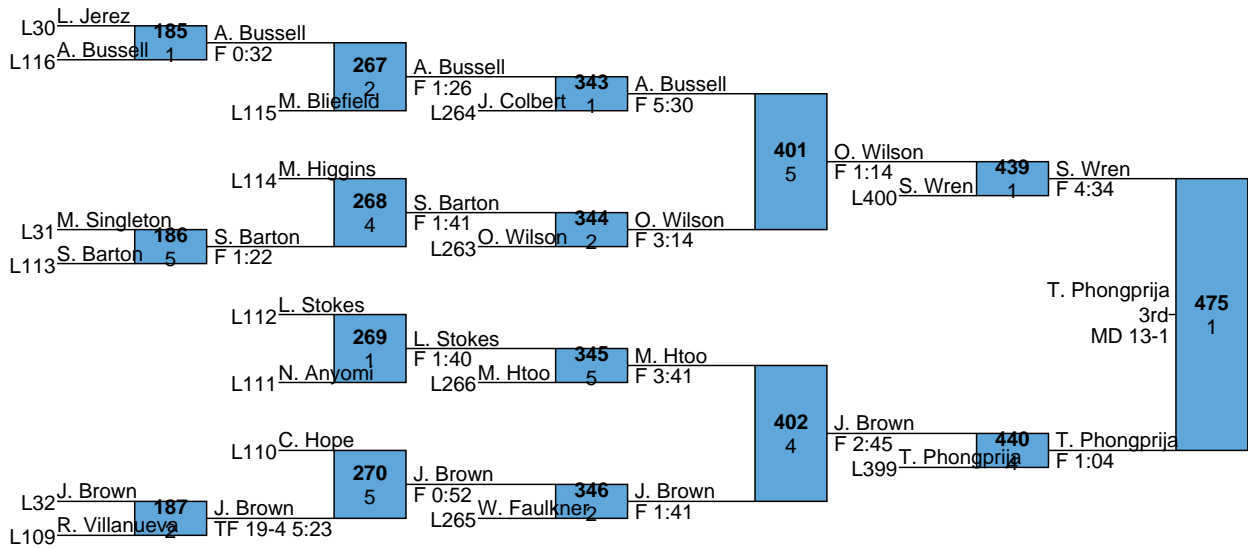 L30 L. Jerez
185
1
L116 A. Bussell
A. Bussell
F 0:32
267
2
L115 M. Bliefield
A. Bussell
F 1:26
343
1
L264 J. Colbert
A. Bussell
F 5:30
401
5
L114 M. Higgins
268
4
L31 M. Singleton
186
5
L113 S. Barton
S. Barton
F 1:22
S. Barton
F 1:41
344
2
L263 O. Wilson
O. Wilson
F 3:14
O. Wilson
F 1:14
439
1
L400 S. Wren
S. Wren
F 4:34
475
1
T. Phongprija
3rd
MD 13-1
L112 L. Stokes
269
1
L111 N. Anyomi
L. Stokes
F 1:40
345
5
L266 M. Htoo
M. Htoo
F 3:41
402
4
L110 C. Hope
270
5
L32 J. Brown
187
2
L109 R. Villanueva
J. Brown
TF 19-4 5:23
J. Brown
F 0:52
346
2
L265 W. Faulkner
J. Brown
F 1:41
J. Brown
F 2:45
440
4
L399 T. Phongprija
T. Phongprija
F 1:04